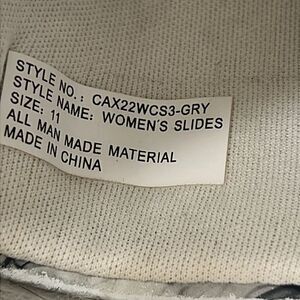 STYLE NO.: CAX22WCS3-GRY
STYLE NAME: WOMEN'S SLIDES
SIZE: 11
ALL MAN MADE MATERIAL
MADE IN CHINA